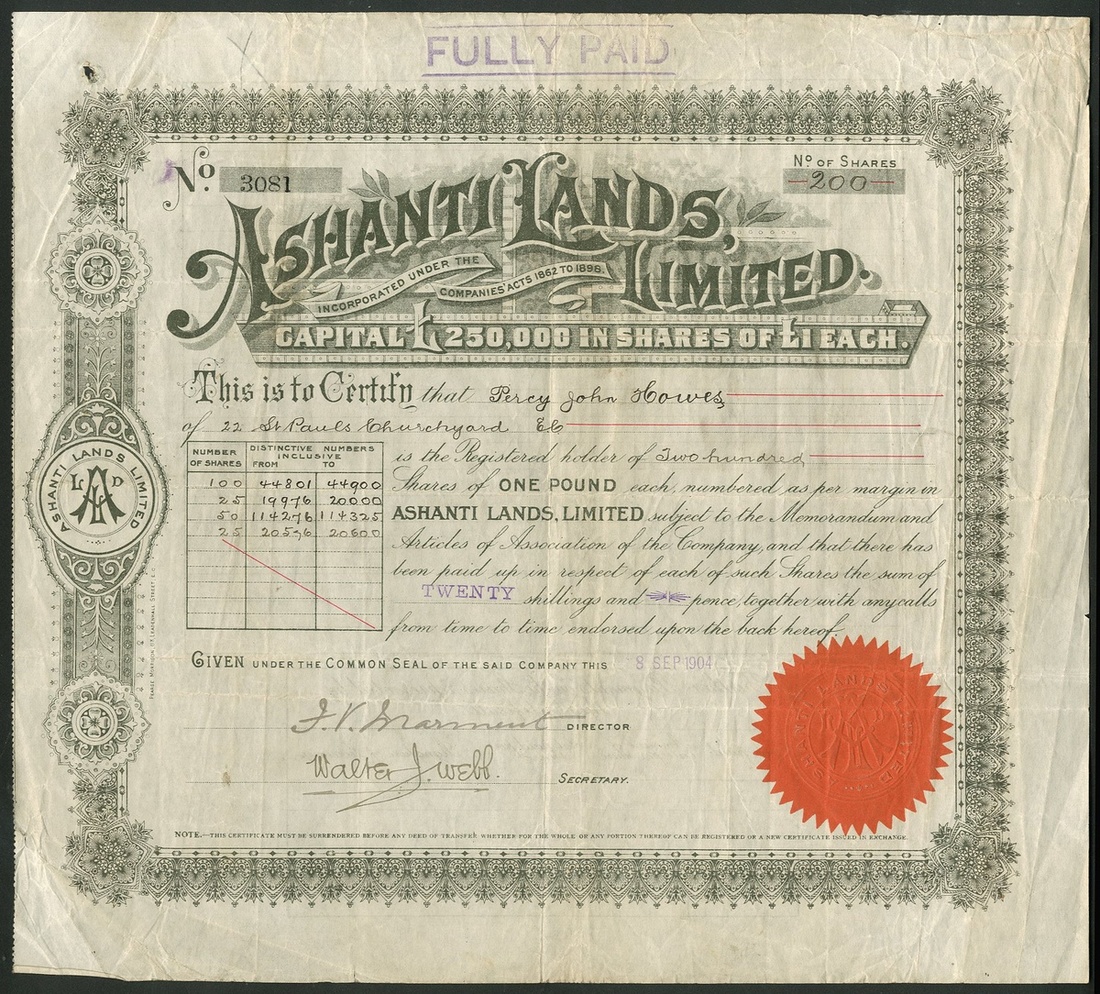 FULLY PAID
No. 3081
No OF SHARES
200
ASHANTI LANDS,
LIMITED.
INCORPORATED UNDER THE
COMPANIES' ACTS 1862 TO 1898.
CAPITAL £250,000 IN SHARES OF £1 EACH.
This is to Certify that Percy John Howes
of 22 St Pauls Churchyard EC
NUMBER OF SHARES DISTINCTIVE NUMBERS INCLUSIVE FROM TO
100 44801 44900
25 19976 20000
50 114276 114325
25 20576 20600
is the Registered holder of Two hundred
Shares of ONE POUND each, numbered as per margin in
ASHANTI LANDS, LIMITED subject to the Memorandum and
Articles of Association of the Company, and that there has
been paid up in respect of each of such Shares the sum of
TWENTY shillings and pence, together with any calls
from time to time endorsed upon the back hereof.
ASHANTI LANDS LIMITED
L A D
GIVEN UNDER THE COMMON SEAL OF THE SAID COMPANY THIS 8 SEP 1904
DIRECTOR
Walter J. Webb.
SECRETARY.
ASHANTI LANDS LIMITED
NOTE.—THIS CERTIFICATE MUST BE SURRENDERED BEFORE ANY DEED OF TRANSFER WHETHER FOR THE WHOLE OR ANY PORTION THEREOF CAN BE REGISTERED OR A NEW CERTIFICATE ISSUED IN EXCHANGE.